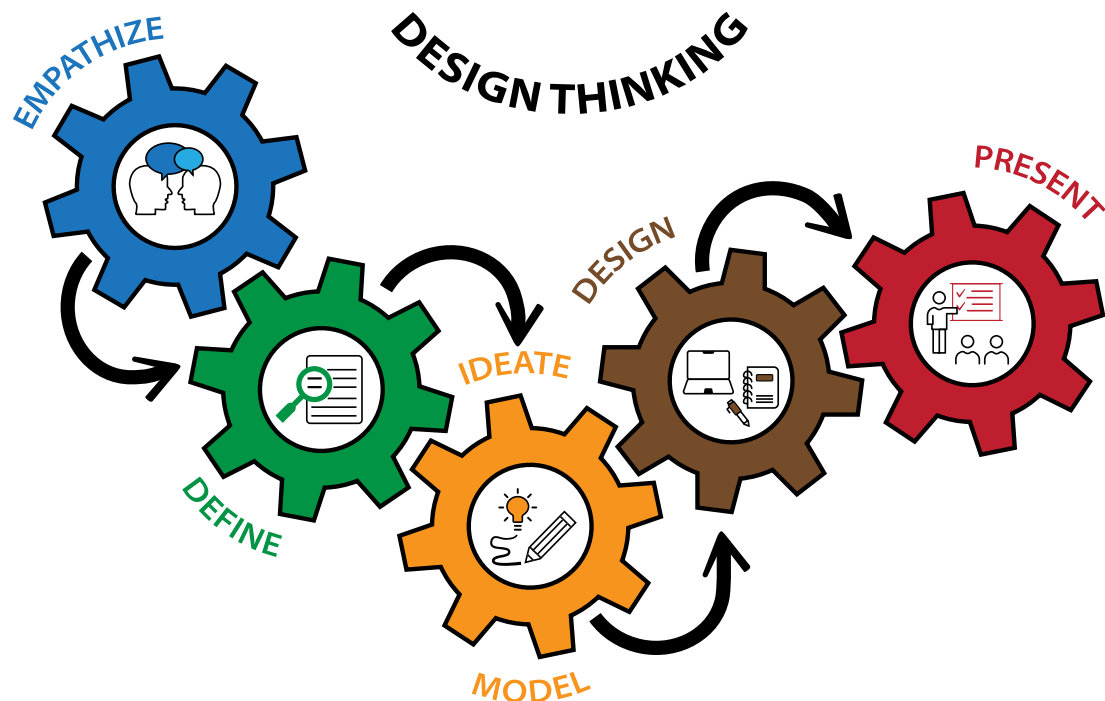 DESIGN THINKING
EMPATHIZE
DEFINE
IDEATE
MODEL
DESIGN
PRESENT